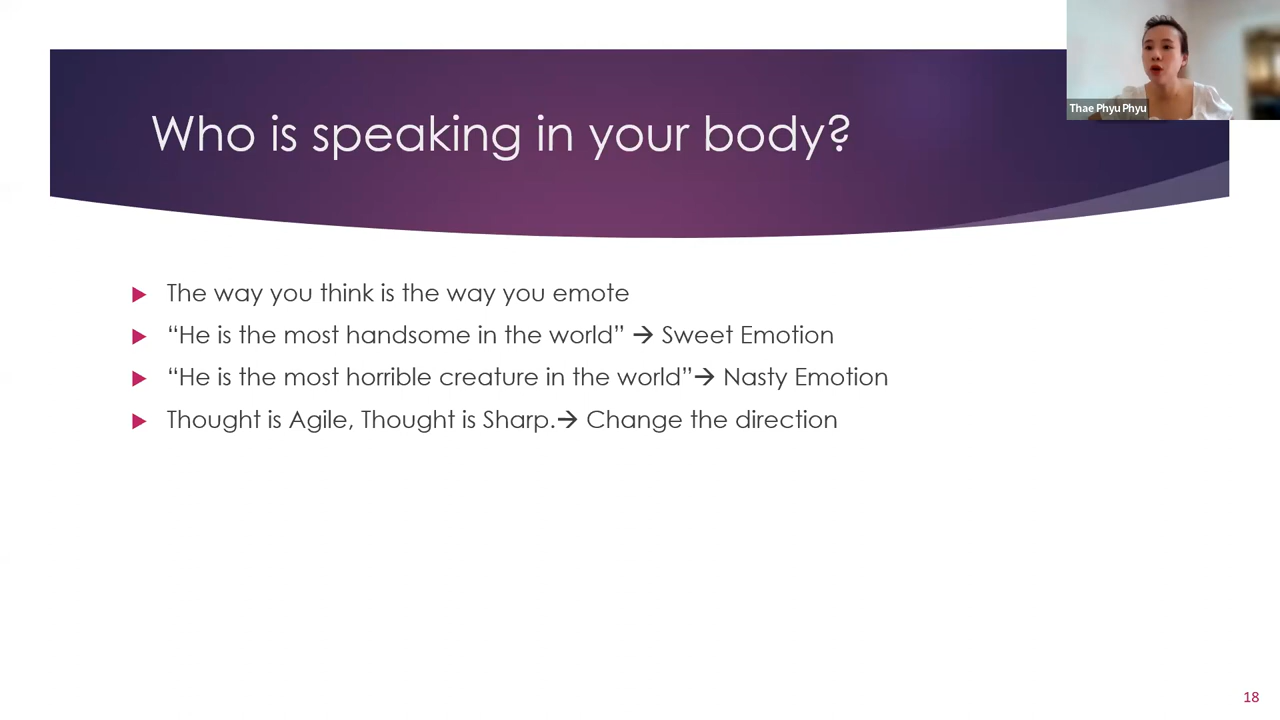 Thae Phyu Phyu
Who is speaking in your body?
The way you think is the way you emote
“He is the most handsome in the world” → Sweet Emotion
“He is the most horrible creature in the world”→ Nasty Emotion
Thought is Agile, Thought is Sharp.→ Change the direction
18